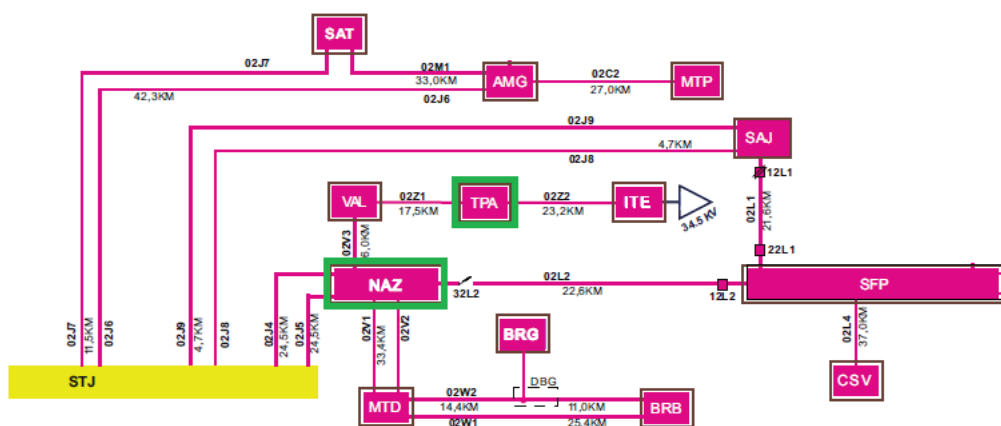 SAT
02J7
02M1
33,0KM
AMG
02C2
27,0KM
MTP
42,3KM
02J6
02J9
SAJ
4,7KM
02J8
12L1
02L1
21,6KM
22L1
VAL
02Z1
17,5KM
TPA
02Z2
23,2KM
ITE
34.5 KV
02V3
6,0KM
NAZ
32L2
02L2
22,6KM
12L2
SFP
02J7
11,5KM
02J6
02J9
4,7KM
02J8
02J4
24,5KM
02J5
24,5KM
02V1
33,4KM
02V2
BRG
02L4
37,0KM
STJ
DBG
CSV
MTD
02W2
14,4KM
11,0KM
BRB
02W1
25,4KM